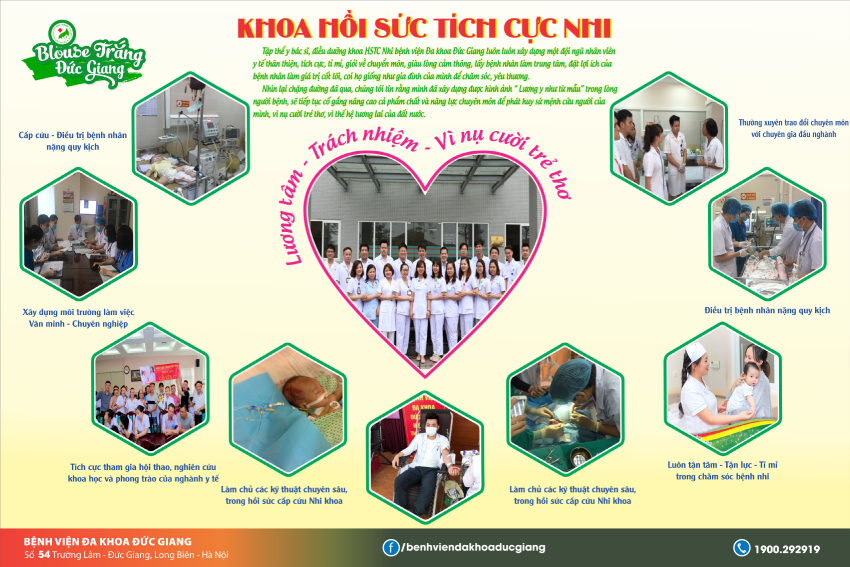 Blouse Trắng
Đức Giang
KHOA HỒI SỨC TÍCH CỰC NHI
Tập thể y bác sĩ, điều dưỡng khoa HSTC Nhi bệnh viện Đa khoa Đức Giang luôn luôn xây dựng một đội ngũ nhân viên
y tế thân thiện, tích cực, tỉ mỉ, giỏi về chuyên môn, giàu lòng cảm thông, lấy bệnh nhân làm trung tâm, đặt lợi ích của
bệnh nhân làm giá trị cốt lõi, coi họ giống như gia đình của mình để chăm sóc, yêu thương.
Nhìn lại chặng đường đã qua, chúng tôi tin rằng mình đã xây dựng được hình ảnh " Lương y như từ mẫu" trong lòng
người bệnh, sẽ tiếp tục cố gắng nâng cao cả phẩm chất và năng lực chuyên môn để phát huy sứ mệnh cứu người của
mình, vì nụ cười trẻ thơ, vì thế hệ tương lai của đất nước.
Lương tâm - Trách nhiệm - Vì nụ cười trẻ thơ
Cấp cứu - Điều trị bệnh nhân
nặng quy kịch
Thường xuyên trao đổi chuyên môn
với chuyên gia đầu nghành
Xây dựng môi trường làm việc
Văn minh - Chuyên nghiệp
Điều trị bệnh nhân nặng quy kịch
Tích cực tham gia hội thao, nghiên cứu
khoa học và phong trào của nghành y tế
Làm chủ các kỹ thuật chuyên sâu,
trong hồi sức cấp cứu Nhi khoa
ĐA KHOA
Làm chủ các kỹ thuật chuyên sâu,
trong hồi sức cấp cứu Nhi khoa
Luôn tận tâm - Tận lực - Tỉ mỉ
trong chăm sóc bệnh nhi
BỆNH VIỆN ĐA KHOA ĐỨC GIANG
Số 54 Trường Lâm - Đức Giang, Long Biên - Hà Nội
/benhviendakhoaducgiang
1900.292919